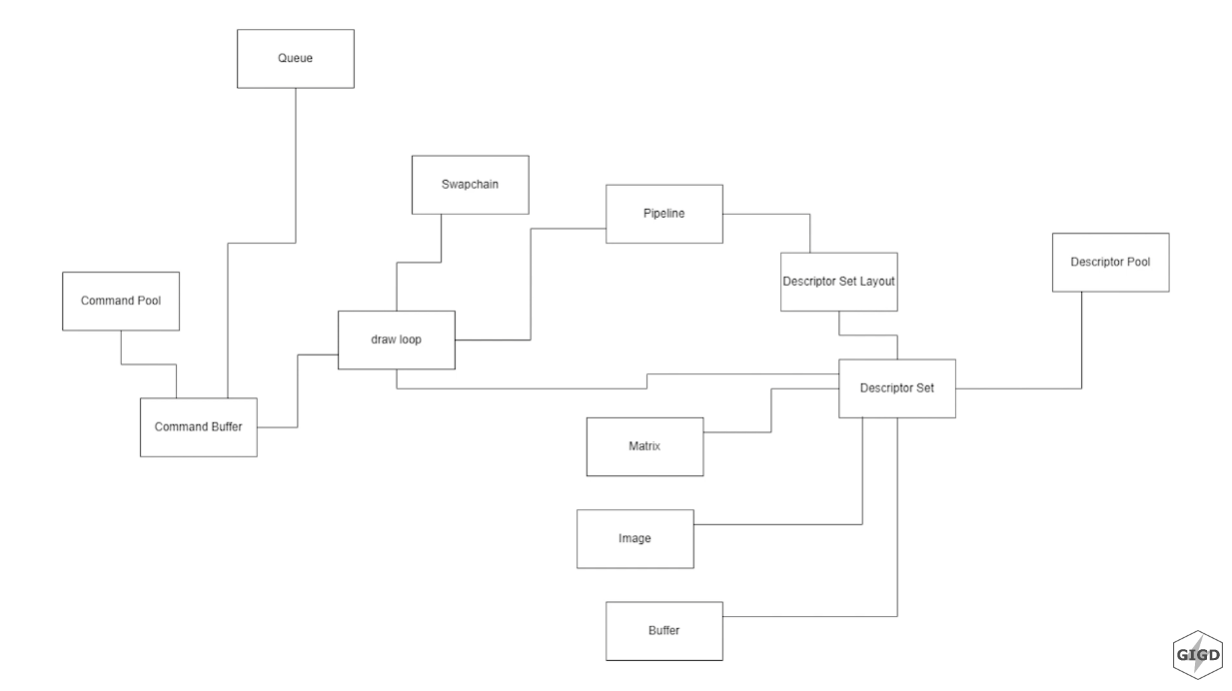 Queue
Swapchain
Pipeline
Descriptor Pool
Descriptor Set Layout
Command Pool
draw loop
Descriptor Set
Command Buffer
Matrix
Image
Buffer
GIGD